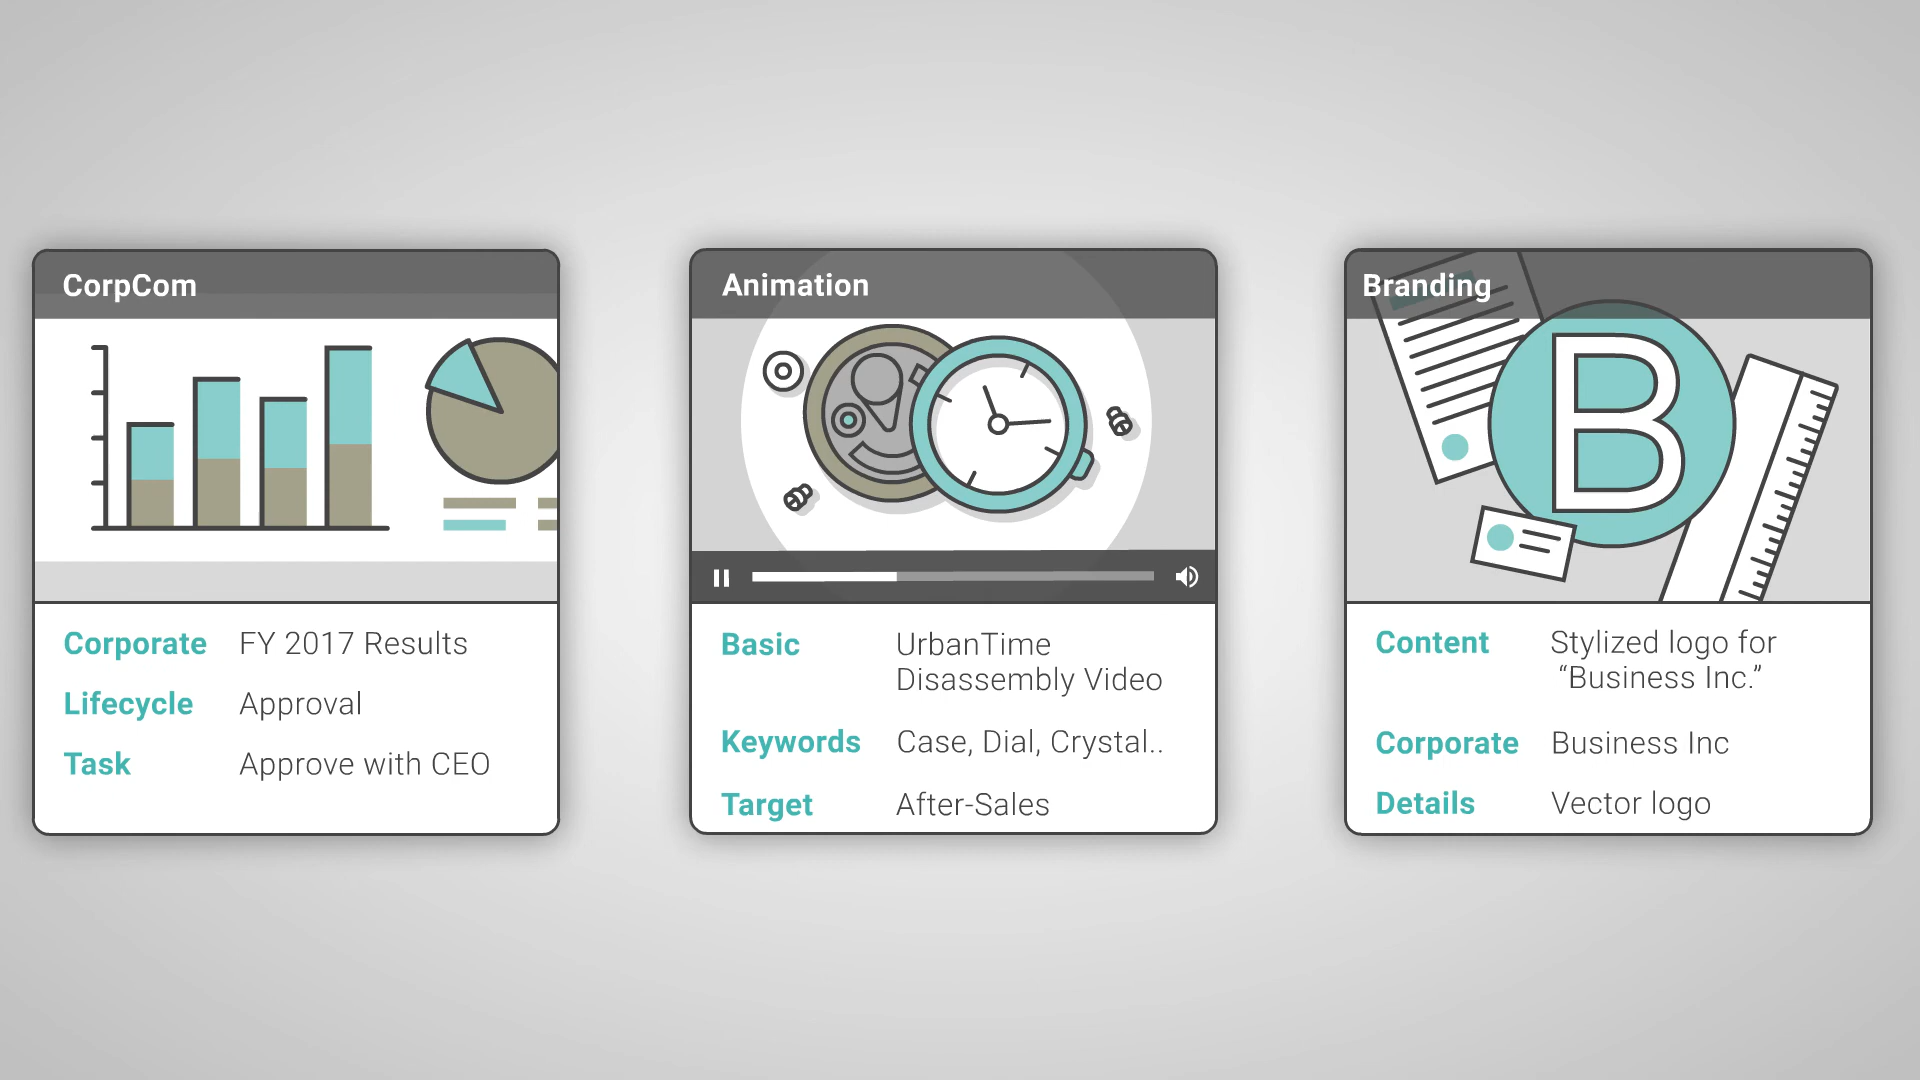 CorpCom
Corporate FY 2017 Results
Lifecycle Approval
Task Approve with CEO
Animation
Basic UrbanTime
Disassembly Video
Keywords Case, Dial, Crystal..
Target After-Sales
Branding
B
Content Stylized logo for
“Business Inc.”
Corporate Business Inc
Details Vector logo